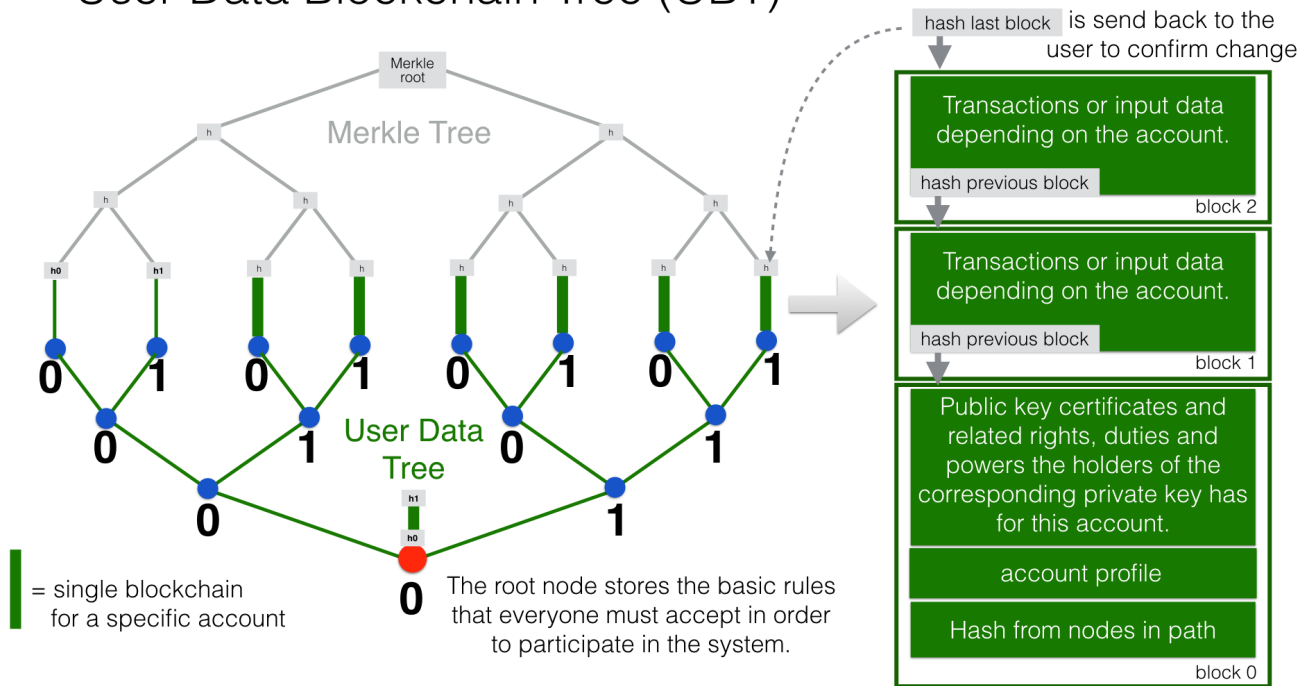 User Data Blockchain Tree (UBT)
Merkle
root
Merkle Tree
h
h
h
h
h
h
h0
h1
h
h
h
h
h
h
0
1
0
1
0
1
0
1
0
1
0
1
User Data
Tree
0
1
h1
h0
0
= single blockchain
for a specific account
The root node stores the basic rules
that everyone must accept in order
to participate in the system.
hash last block
is send back to the
user to confirm change
Transactions or input data
depending on the account.
hash previous block
block 2
Transactions or input data
depending on the account.
hash previous block
block 1
Public key certificates and
related rights, duties and
powers the holders of the
corresponding private key has
for this account.
account profile
Hash from nodes in path
block 0